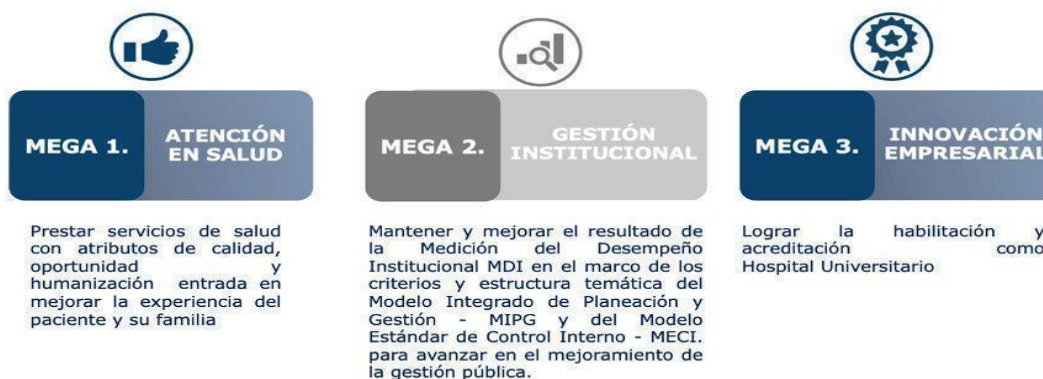 MEGA 1.
ATENCIÓN
EN SALUD
Prestar servicios de salud
con atributos de calidad,
oportunidad y
humanización entrada en
mejorar la experiencia del
paciente y su familia
MEGA 2.
GESTIÓN
INSTITUCIONAL
Mantener y mejorar el resultado de
la Medición del Desempeño
Institucional MDI en el marco de los
criterios y estructura temática del
Modelo Integrado de Planeación y
Gestión - MIPG y del Modelo
Estándar de Control Interno - MECI.
para avanzar en el mejoramiento de
la gestión pública.
MEGA 3.
INNOVACIÓN
EMPRESARIAL
Lograr la habilitación y
acreditación como
Hospital Universitario